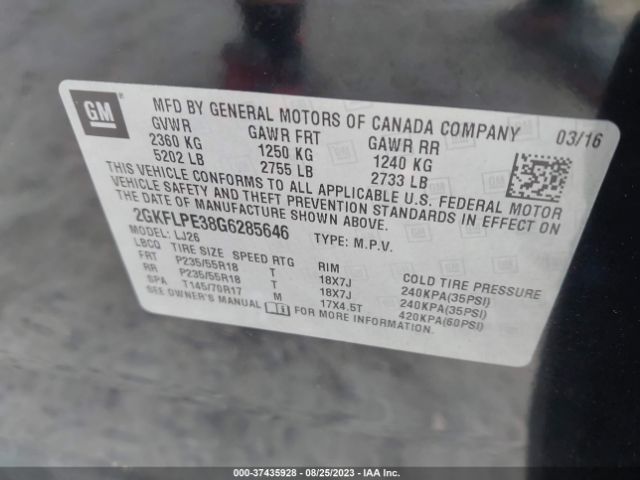 GM
MFD BY GENERAL MOTORS OF CANADA COMPANY 03/16
GVWR GAWR FRT GAWR RR
2360 KG 1250 KG 1240 KG
5202 LB 2755 LB 2733 LB
THIS VEHICLE CONFORMS TO ALL APPLICABLE U.S. FEDERAL MOTOR
VEHICLE SAFETY AND THEFT PREVENTION STANDARDS IN EFFECT ON
THE DATE OF MANUFACTURE SHOWN ABOVE.
2GKFLPE38G6285646 TYPE: M.P.V.
MODEL: LJ26
LBCQ TIRE SIZE SPEED RTG RIM COLD TIRE PRESSURE
FRT P235/55R18 T 18X7J 240KPA(35PSI)
RR P235/55R18 T 18X7J 240KPA(35PSI)
SPA T145/70R17 M 17X4.5T 420KPA(60PSI)
SEE OWNER'S MANUAL FOR MORE INFORMATION.
000-37435928 - 08/25/2023 - IAA Inc.